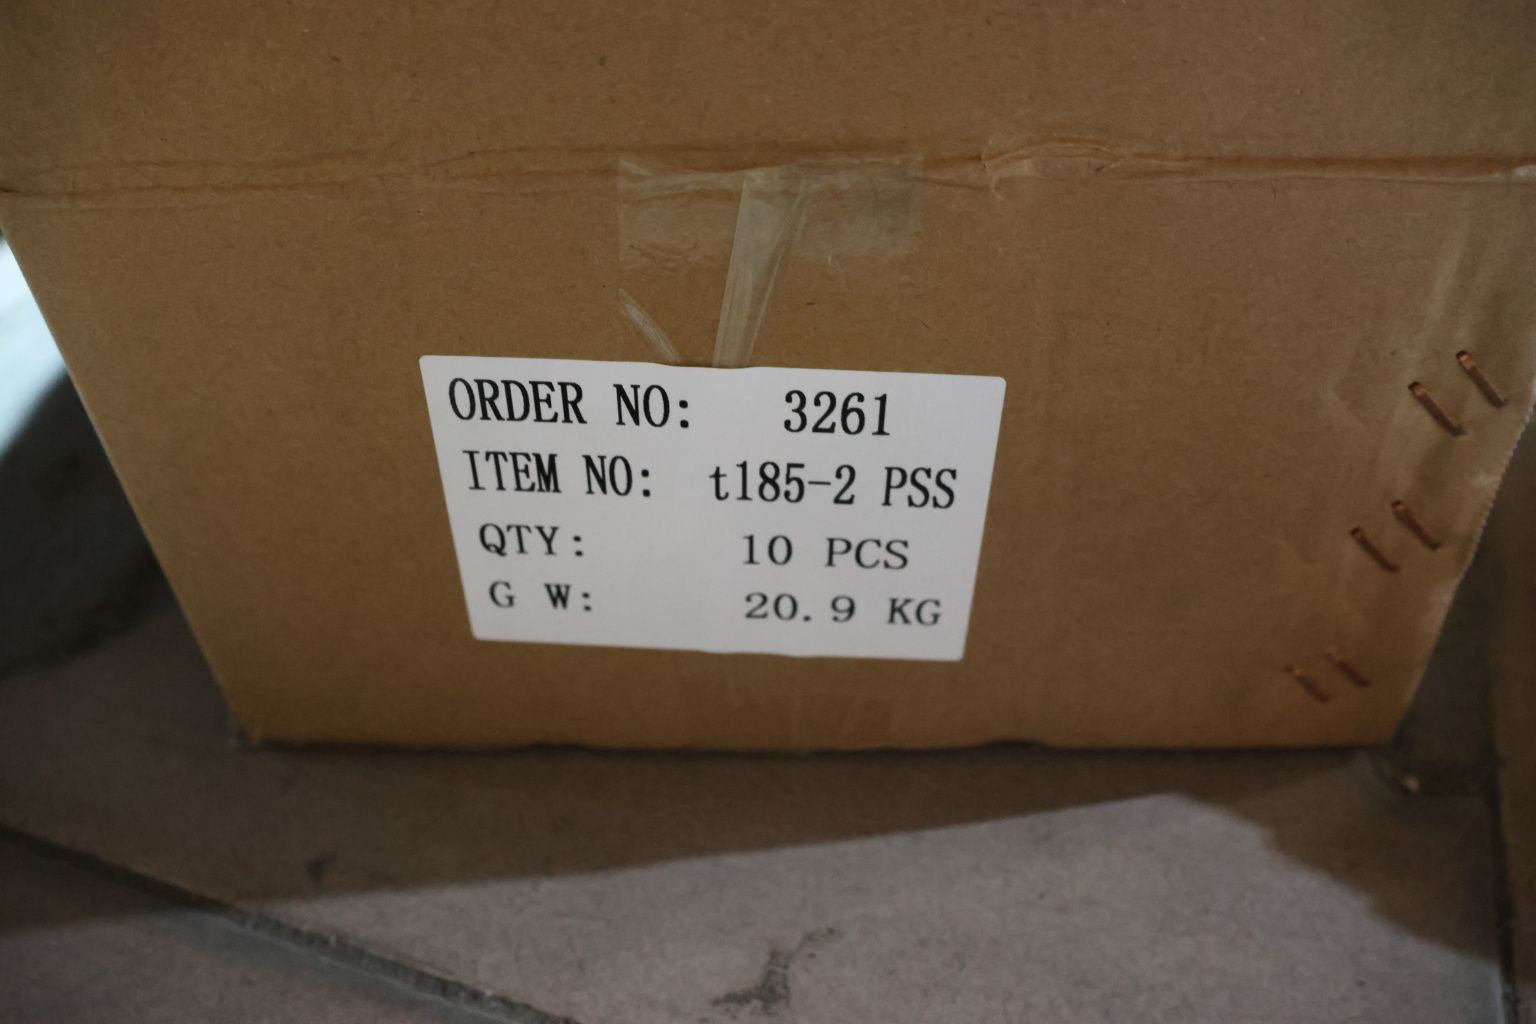 ORDER NO: 3261
ITEM NO: t185-2 PSS
QTY: 10 PCS
G W: 20.9 KG